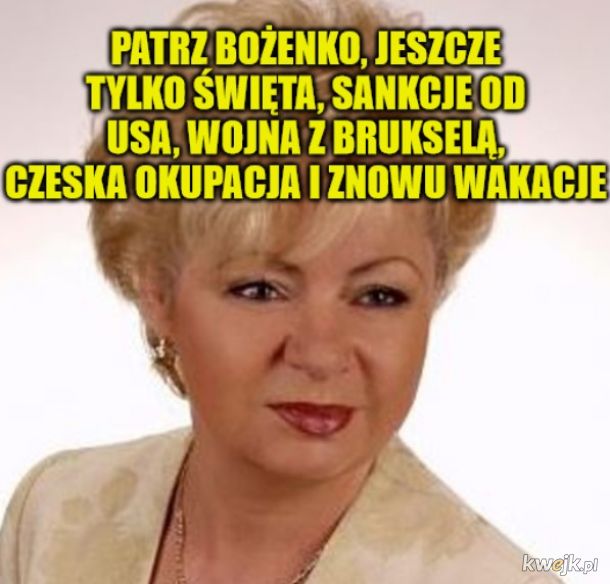 PATRZ BOŻENKO, JESZCZE
TYLKO ŚWIĘTA, SANKCJE OD
USA, WOJNA Z BRUKSELĄ,
CZESKA OKUPACJA I ZNOWU WAKACJE
kwejk.pl